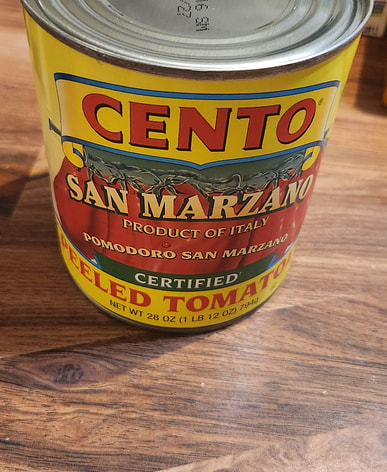 CENTO®
SAN MARZANO
PRODUCT OF ITALY
POMODORO SAN MARZANO
CERTIFIED
PEELED TOMATO
NET WT 28 OZ (1 LB 12 OZ) 794g